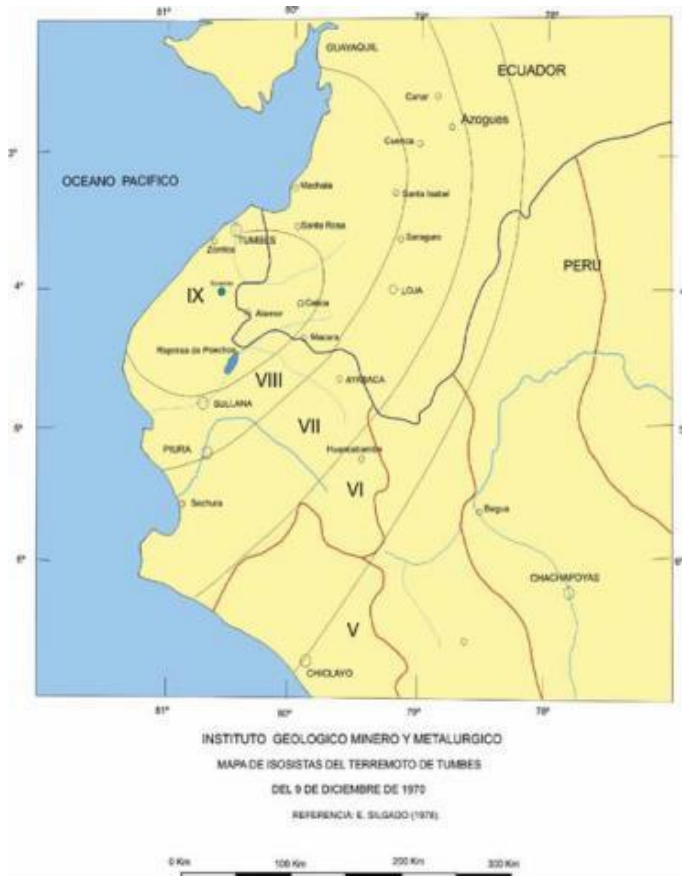 81° 80° 79° 78°
GUAYAQUIL
ECUADOR
Canar
Azogues
Cuenca
3°
OCEANO PACIFICO
Machala
Santa Isabel
Santa Rosa
TUMBES
Zorritos
Saraguro
PERU
4°
IX
LOJA
Celica
Alamor
Macara
Represa de Poechos
VIII
AYABACA
SULLANA
VII
5°
PIURA
Huancabamba
VI
Sechura
Bagua
6°
CHACHAPOYAS
V
CHICLAYO
81° 80° 79° 78°
INSTITUTO GEOLOGICO MINERO Y METALURGICO
MAPA DE ISOSISTAS DEL TERREMOTO DE TUMBES
DEL 9 DE DICIEMBRE DE 1970
REFERENCIA: E. SILGADO (1978).
0 Km 100 Km 200 Km 300 Km